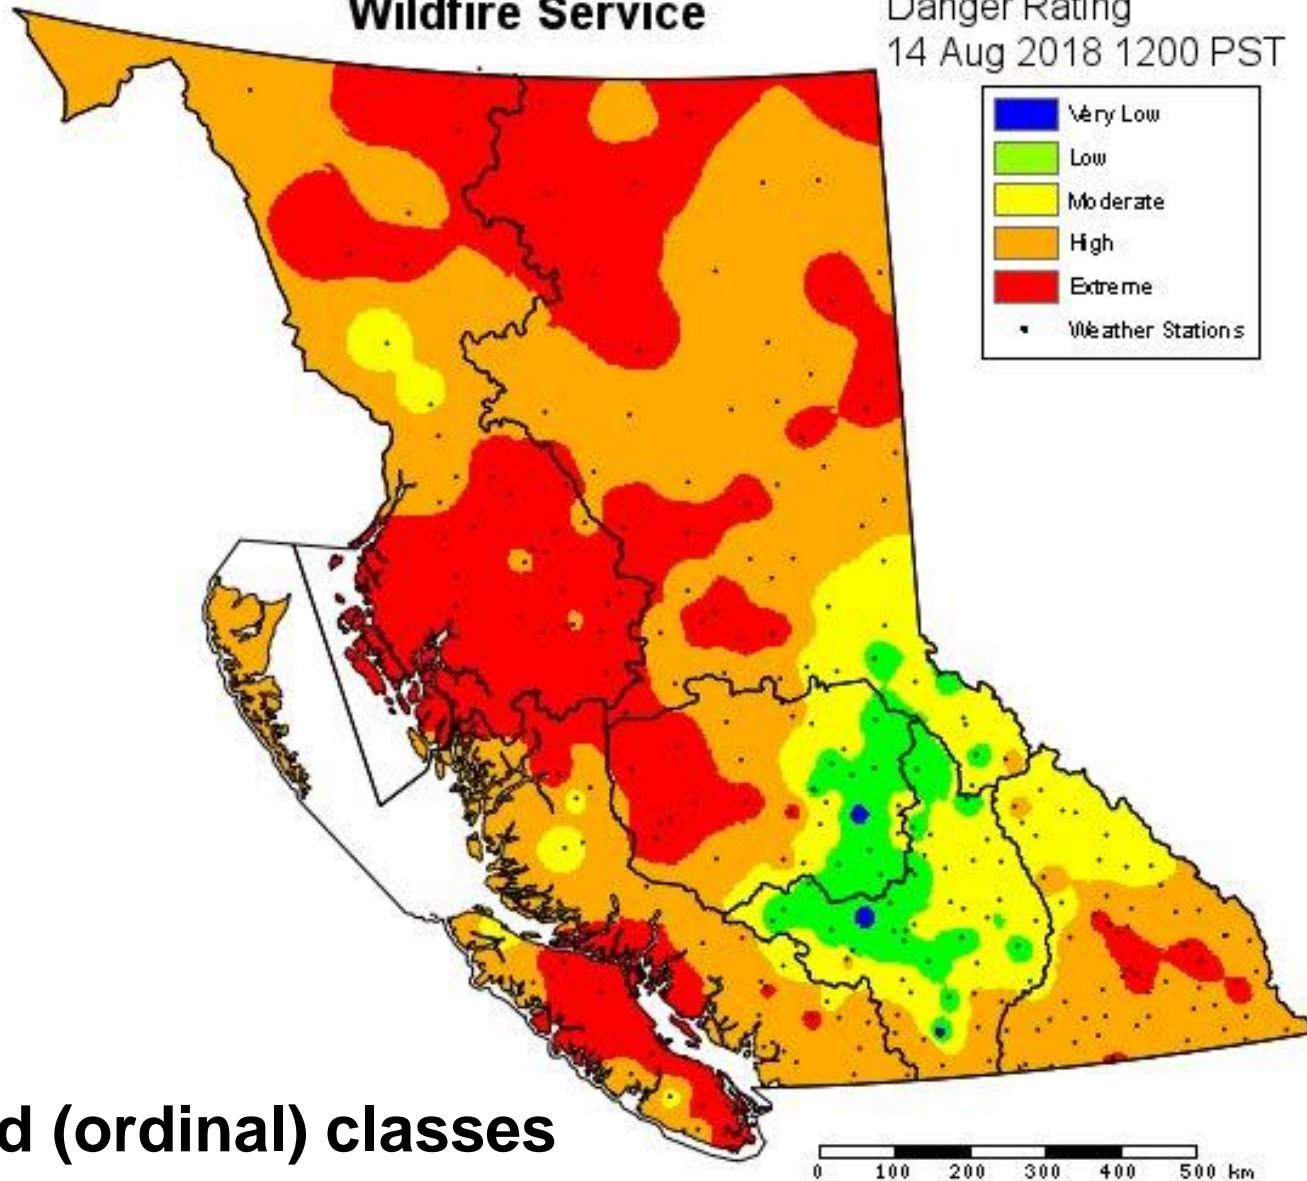 Wildfire Service
Danger Rating
14 Aug 2018 1200 PST
Very Low
Low
Moderate
High
Extreme
Weather Stations
d (ordinal) classes
0 100 200 300 400 500 km